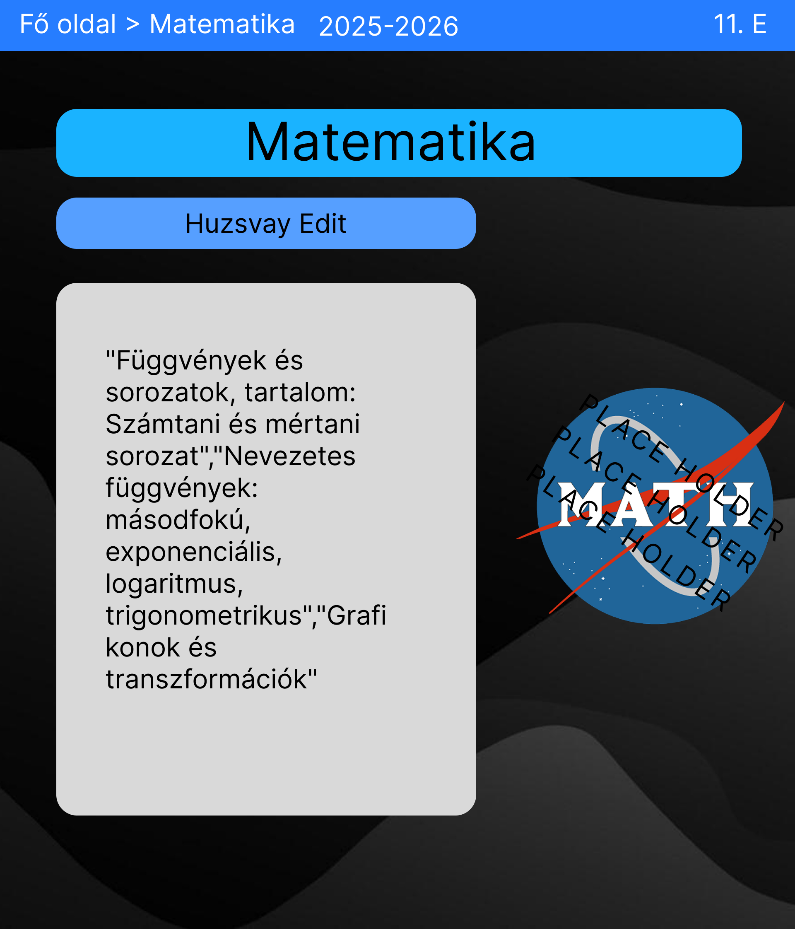 Fő oldal > Matematika 2025-2026 11. E
Matematika
Huzsvay Edit
"Függvények és
sorozatok, tartalom:
Számtani és mértani
sorozat","Nevezetes
függvények:
másodfokú,
exponenciális,
logaritmus,
trigonometrikus","Grafi
konok és
transzformációk"
PLACE HOLDER
PLACE HOLDER
PLACE HOLDER
MATH